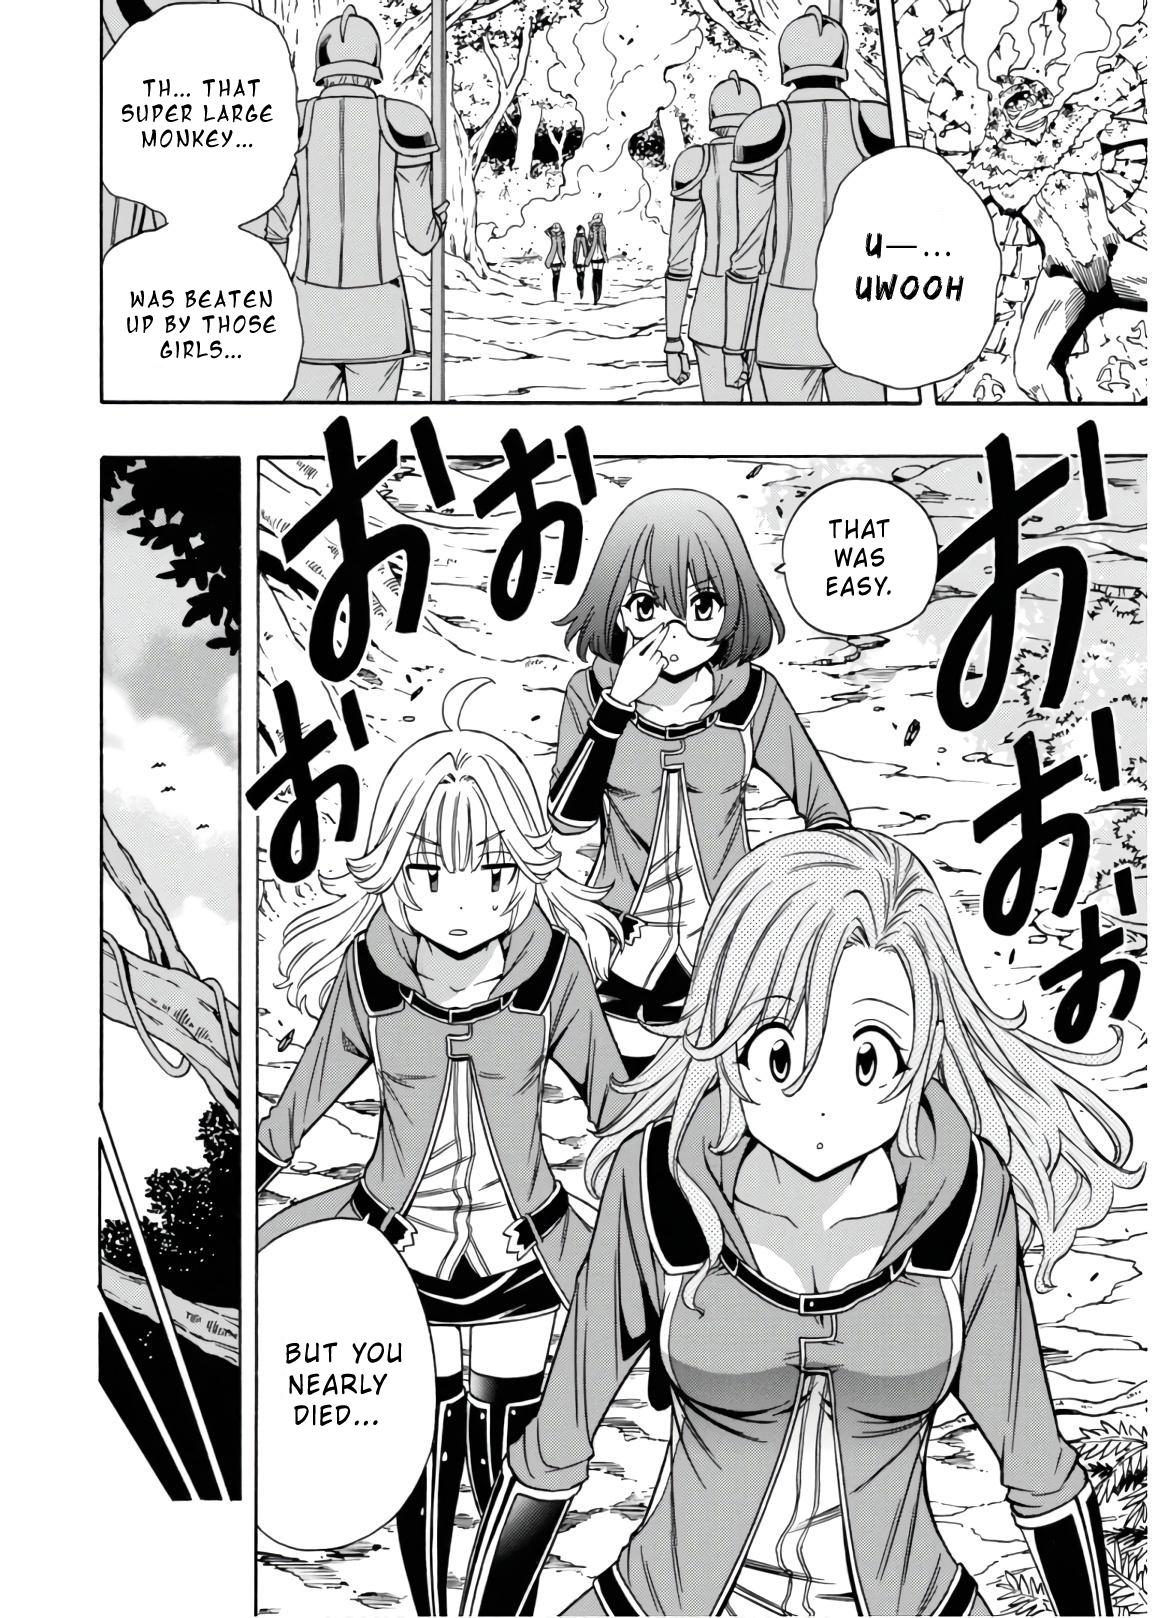 U—...
UWOOH
TH... THAT
SUPER LARGE
MONKEY...
WAS BEATEN
UP BY THOSE
GIRLS...
THAT
WAS
EASY.
おおお
おおお
BUT YOU
NEARLY
DIED...